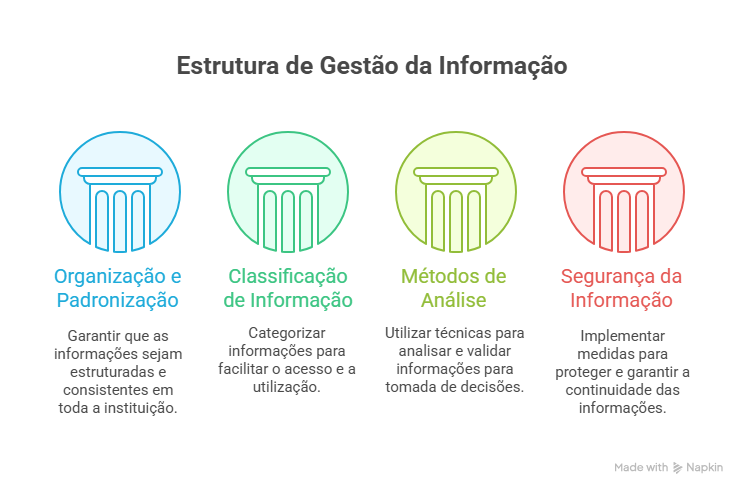 Estrutura de Gestão da Informação
Organização e
Padronização
Garantir que as
informações sejam
estruturadas e
consistentes em
toda a instituição.
Classificação
de Informação
Categorizar
informações para
facilitar o acesso e a
utilização.
Métodos de
Análise
Utilizar técnicas para
analisar e validar
informações para
tomada de decisões.
Segurança da
Informação
Implementar
medidas para
proteger e garantir a
continuidade das
informações.
Made with Napkin